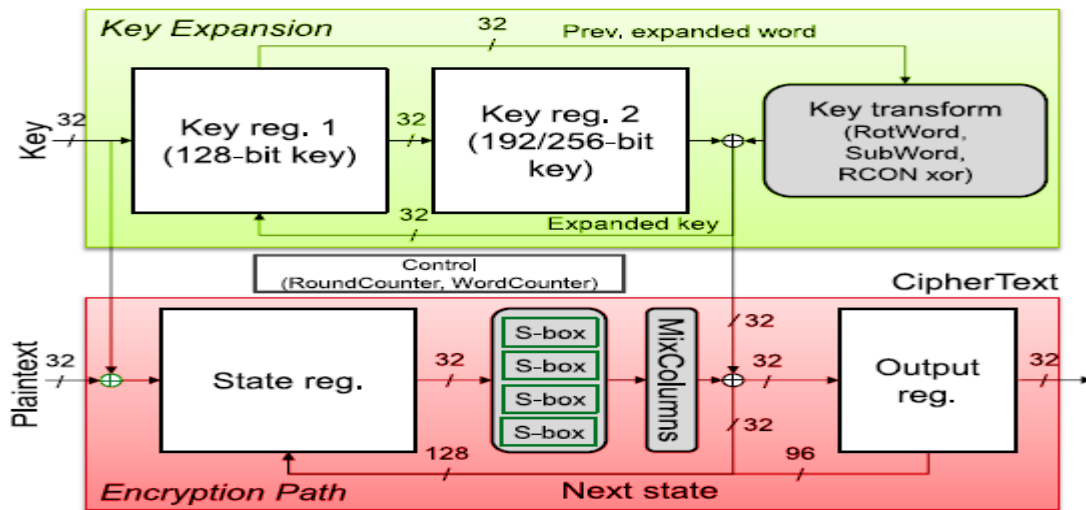 Key Expansion
32
Prev, expanded word
Key
32
Key reg. 1
(128-bit key)
32
Key reg. 2
(192/256-bit
key)
Key transform
(RotWord,
SubWord,
RCON xor)
32
Expanded key
Control
(RoundCounter, WordCounter)
CipherText
Plaintext
32
State reg.
32
S-box
S-box
S-box
S-box
MixColumns
32
32
32
Output
reg.
32
128
96
Encryption Path
Next state